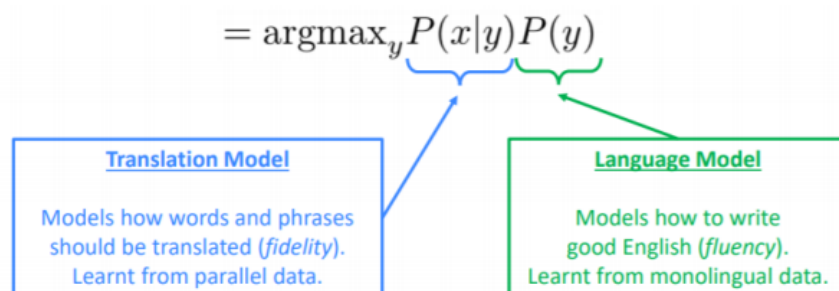 = argmax_y P(x|y)P(y)
Translation Model
Models how words and phrases
should be translated (fidelity).
Learnt from parallel data.
Language Model
Models how to write
good English (fluency).
Learnt from monolingual data.